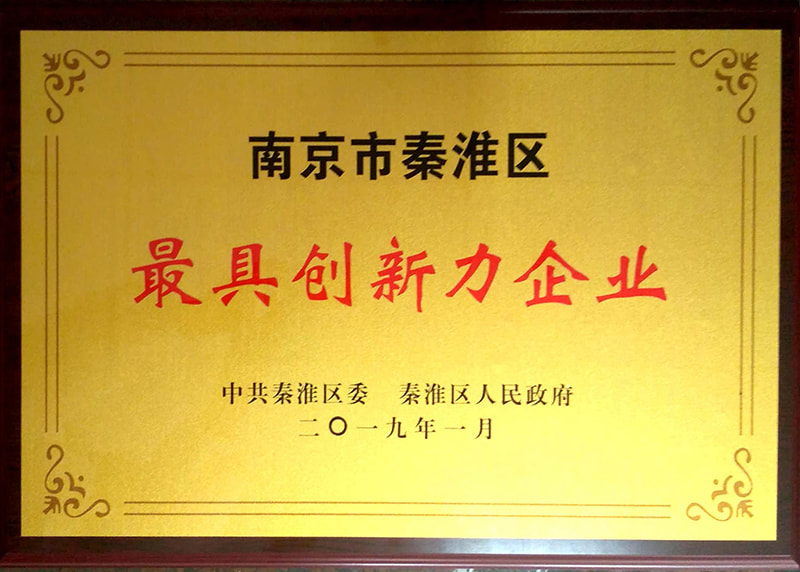 南京市秦淮区
最具创新力企业
中共秦淮区委 秦淮区人民政府
二〇一九年一月